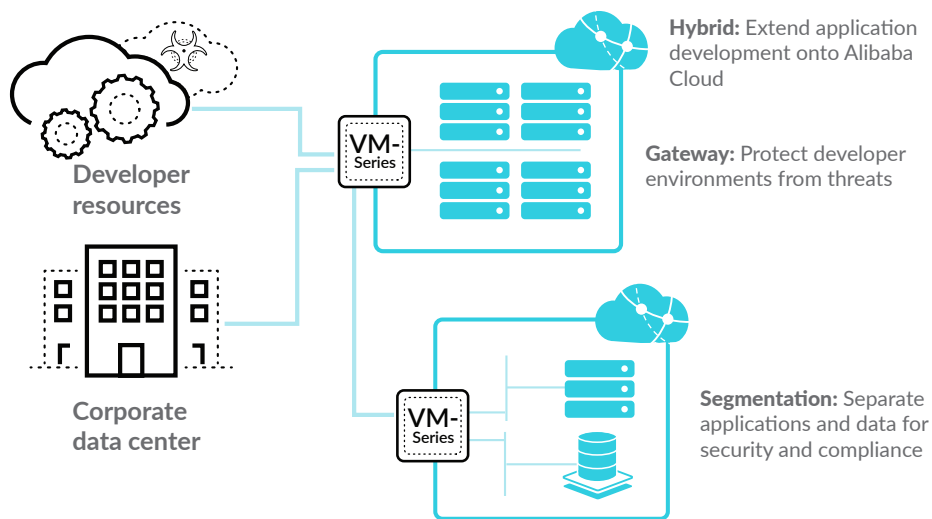 Hybrid: Extend application
development onto Alibaba
Cloud
VM-
Series
Gateway: Protect developer
environments from threats
Developer
resources
Corporate
data center
VM-
Series
Segmentation: Separate
applications and data for
security and compliance